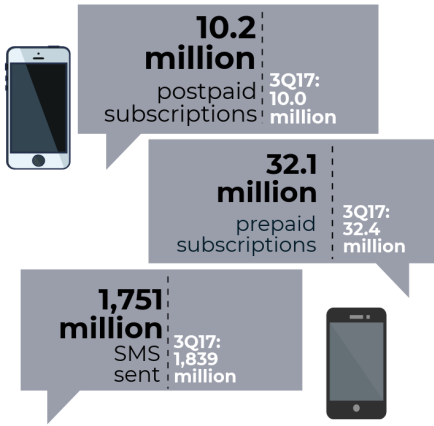 10.2
million
postpaid
subscriptions
3Q17:
10.0
million
32.1
million
prepaid
subscriptions
3Q17:
32.4
million
1,751
million
SMS
sent
3Q17:
1,839
million